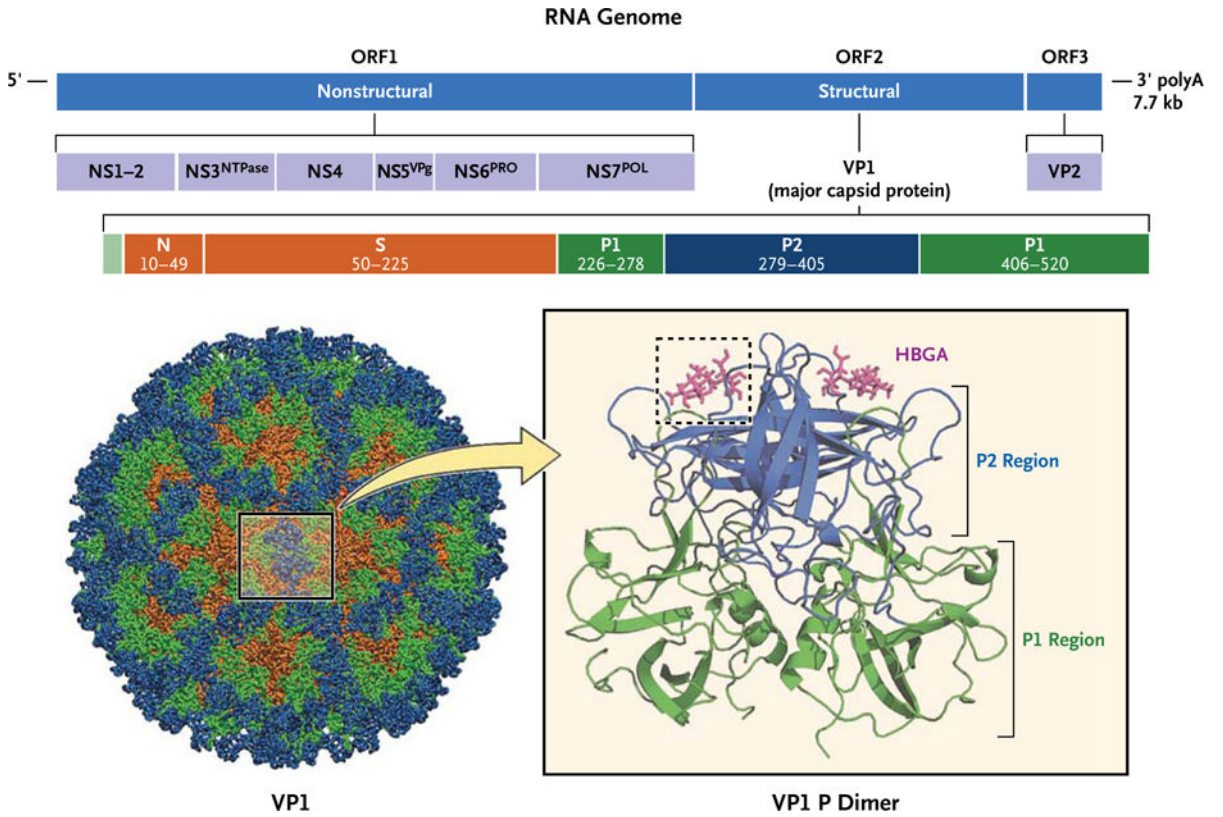 RNA Genome
ORF1 ORF2 ORF3
5' Nonstructural Structural 3' polyA
7.7 kb
NS1–2 NS3NTPase NS4 NS5VPg NS6PRO NS7POL VP1 VP2
(major capsid protein)
N S P1 P2 P1
10–49 50–225 226–278 279–405 406–520
HBGA
P2 Region
P1 Region
VP1 VP1 P Dimer